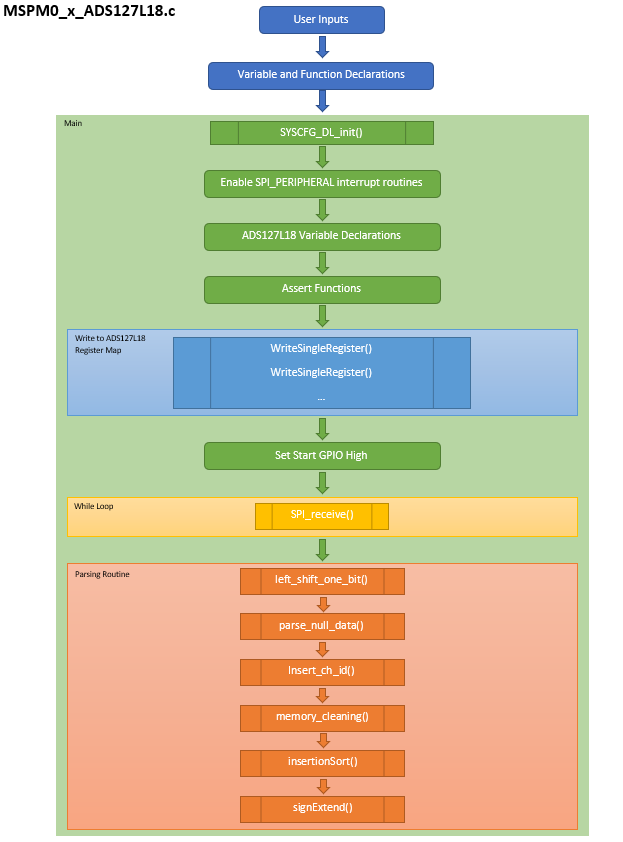 MSPM0_x_ADS127L18.c
User Inputs
Variable and Function Declarations
Main
SYSCFG_DL_init()
Enable SPI_PERIPHERAL interrupt routines
ADS127L18 Variable Declarations
Assert Functions
Write to ADS127L18
Register Map
WriteSingleRegister()
WriteSingleRegister()
...
Set Start GPIO High
While Loop
SPI_receive()
Parsing Routine
left_shift_one_bit()
parse_null_data()
Insert_ch_id()
memory_cleaning()
insertionSort()
signExtend()